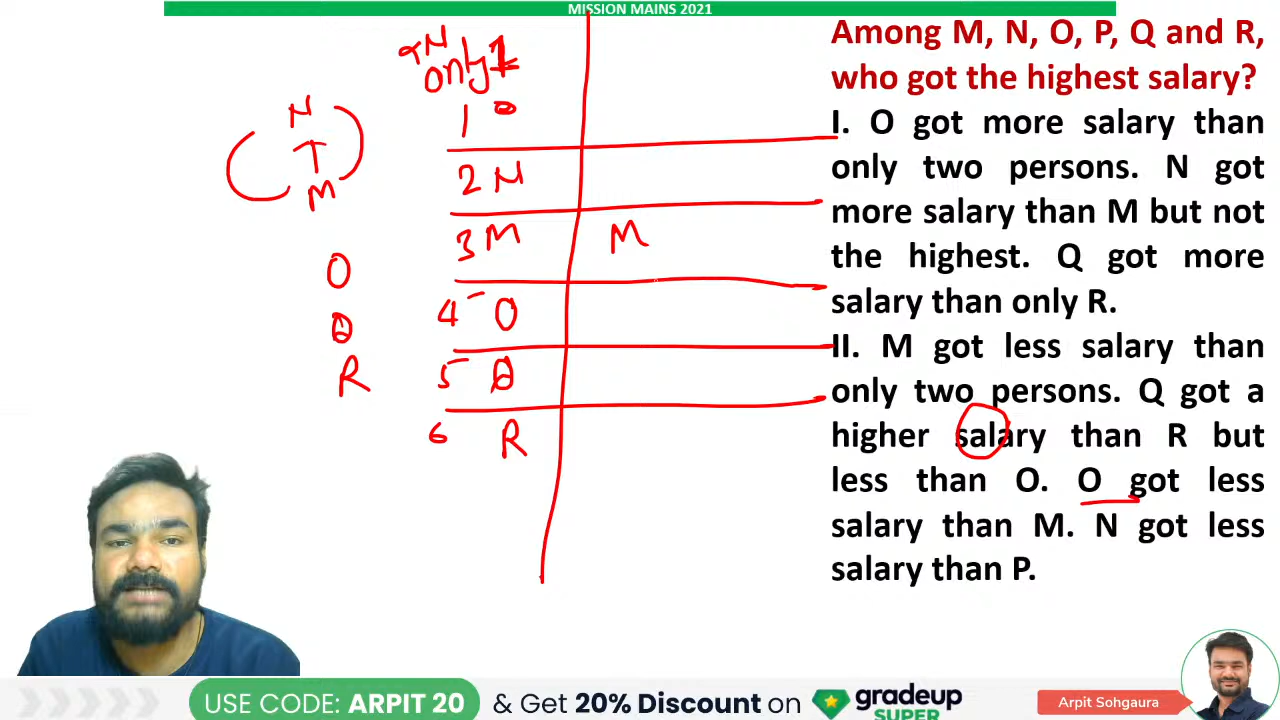 MISSION MAINS 2021
only 1
N
T
M
O
Q
R
1
2 N
3 M
M
4 O
5 Q
6 R
Among M, N, O, P, Q and R,
who got the highest salary?
I. O got more salary than
only two persons. N got
more salary than M but not
the highest. Q got more
salary than only R.
II. M got less salary than
only two persons. Q got a
higher salary than R but
less than O. O got less
salary than M. N got less
salary than P.
USE CODE: ARPIT 20
& Get 20% Discount on
gradeup
SUPER
Arpit Sohgaura